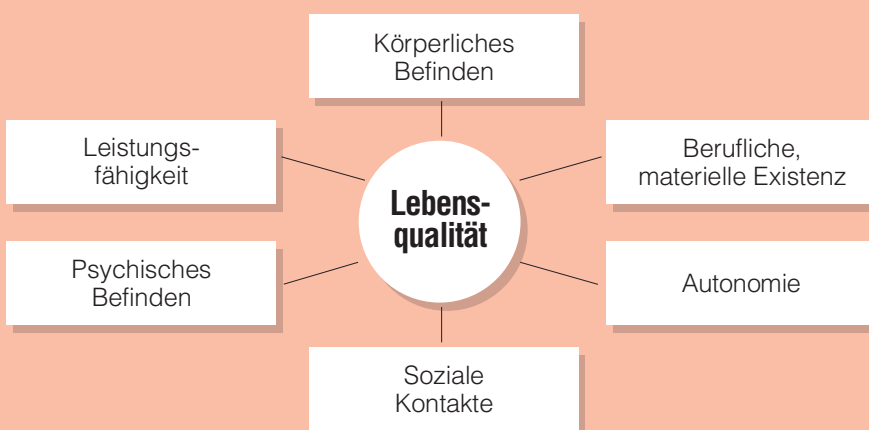 Körperliches
Befinden
Leistungs-
fähigkeit
Berufliche,
materielle Existenz
Lebens-
qualität
Psychisches
Befinden
Autonomie
Soziale
Kontakte